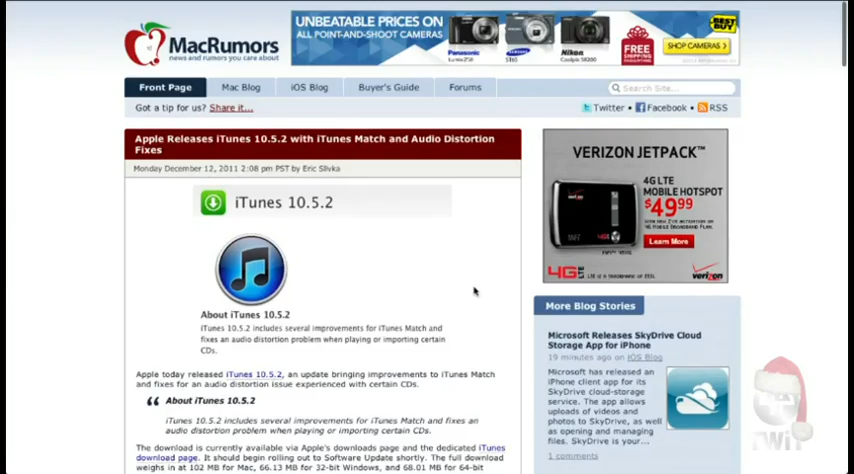 MacRumors
news and rumors you care about
UNBEATABLE PRICES ON
ALL POINT-AND-SHOOT CAMERAS
Panasonic
SAMSUNG
Nikon
FREE
SHOP CAMERAS
BEST BUY
Front Page
Mac Blog
iOS Blog
Buyer's Guide
Forums
Search Site...
Got a tip for us? Share it...
Twitter • Facebook • RSS
Apple Releases iTunes 10.5.2 with iTunes Match and Audio Distortion
Fixes
Monday December 12, 2011 2:08 pm PST by Eric Slivka
iTunes 10.5.2
About iTunes 10.5.2
iTunes 10.5.2 includes several improvements for iTunes Match and
fixes an audio distortion problem when playing or importing certain
CDs.
Apple today released iTunes 10.5.2, an update bringing improvements to iTunes Match
and fixes for an audio distortion issue experienced with certain CDs.
About iTunes 10.5.2
iTunes 10.5.2 includes several improvements for iTunes Match and fixes an
audio distortion problem when playing or importing certain CDs.
The download is currently available via Apple's downloads page and the dedicated iTunes
download page. It should begin rolling out to Software Update shortly. The full download
weighs in at 102 MB for Mac, 66.13 MB for 32-bit Windows, and 68.01 MB for 64-bit
VERIZON JETPACK™
4G LTE
MOBILE HOTSPOT
$49.99
Learn More
4G LTE
verizon
More Blog Stories
Microsoft Releases SkyDrive Cloud
Storage App for iPhone
19 minutes ago on iOS Blog
Microsoft has released an
iPhone client app for its
SkyDrive cloud-storage
service. The app allows
uploads of videos and
photos to SkyDrive, as well
as opening and managing
files. SkyDrive is your...
3 comments
TWiT